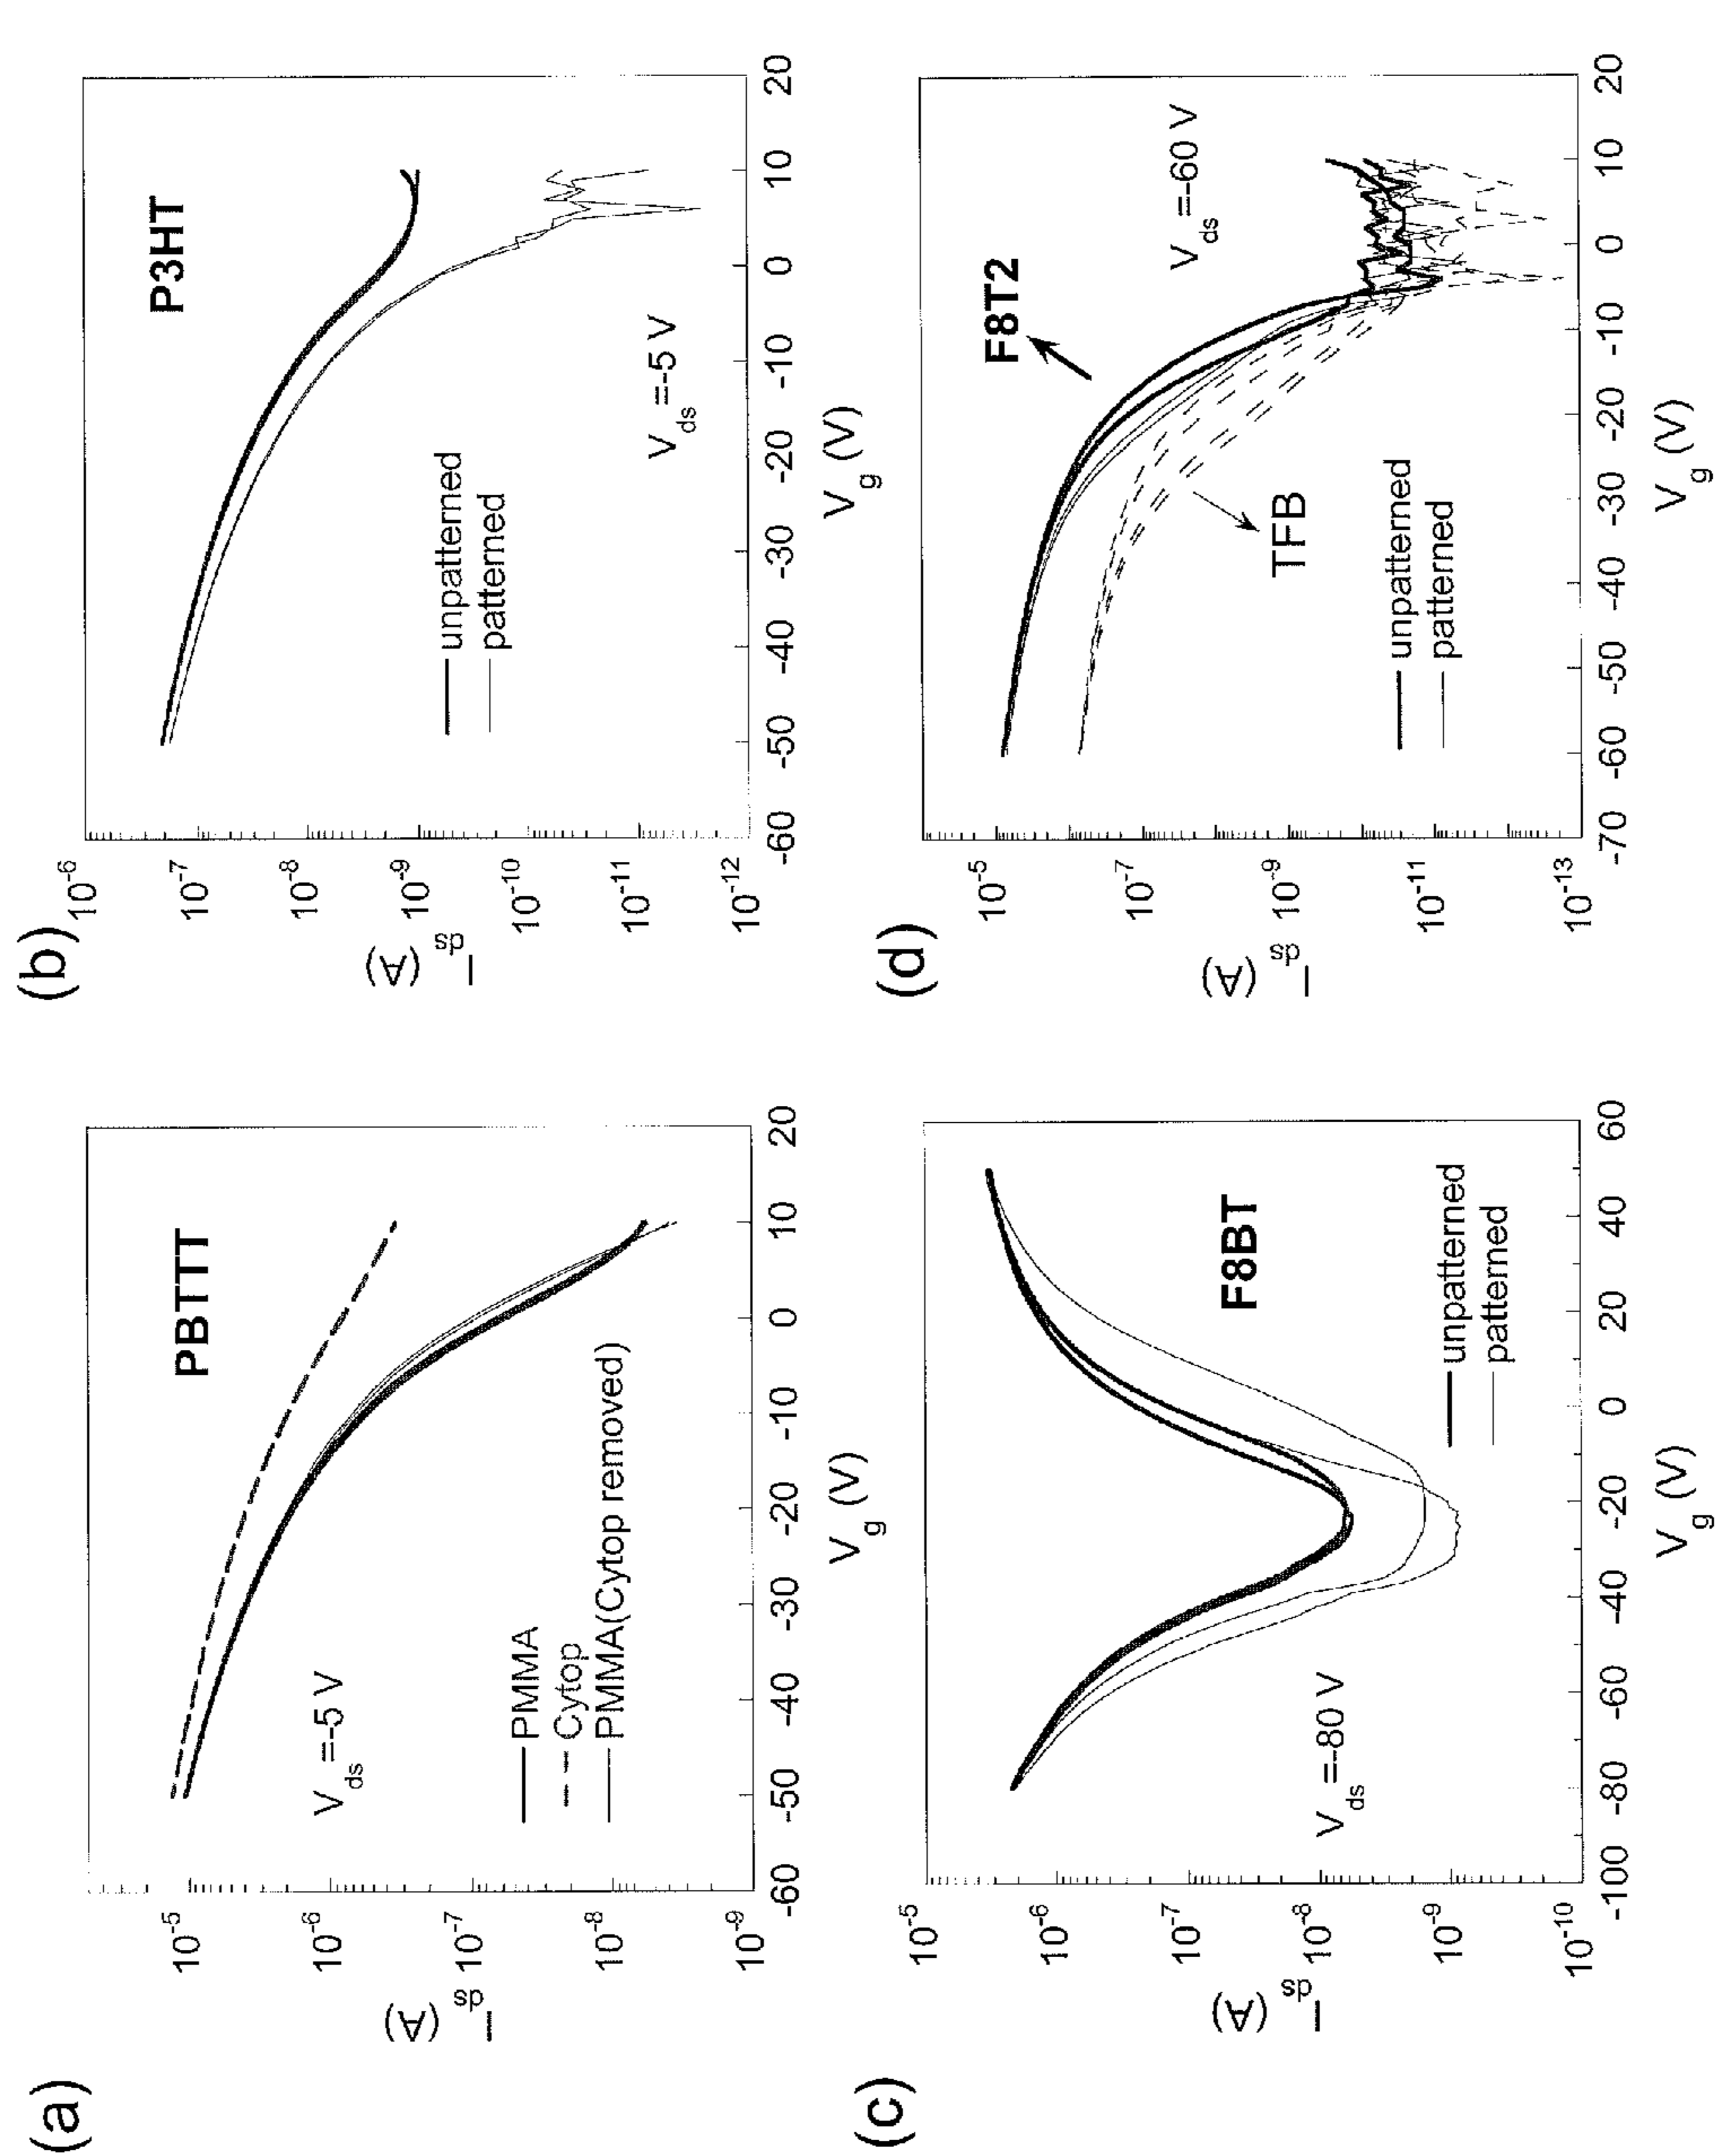 (a)
PBTTT
I_ds (A)
10^-5
10^-6
10^-7
10^-8
10^-9
V_ds =-5 V
PMMA
Cytop
PMMA(Cytop removed)
-60 -50 -40 -30 -20 -10 0 10 20
V_g (V)
(b)
P3HT
I_ds (A)
10^-6
10^-7
10^-8
10^-9
10^-10
10^-11
10^-12
unpatterned
patterned
V_ds =-5 V
-60 -50 -40 -30 -20 -10 0 10 20
V_g (V)
(c)
F8BT
I_ds (A)
10^-5
10^-6
10^-7
10^-8
10^-9
10^-10
V_ds =-80 V
unpatterned
patterned
-100 -80 -60 -40 -20 0 20 40 60
V_g (V)
(d)
F8T2
I_ds (A)
10^-5
10^-7
10^-9
10^-11
10^-13
V_ds =-60 V
TFB
unpatterned
patterned
-70 -60 -50 -40 -30 -20 -10 0 10 20
V_g (V)